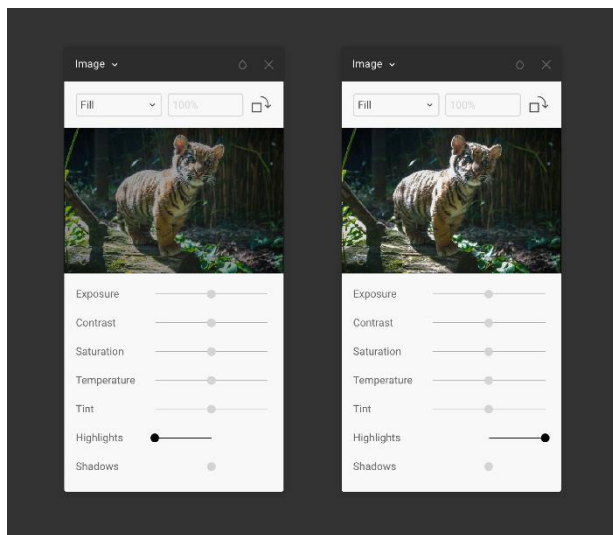 Image
Fill 100%
Exposure
Contrast
Saturation
Temperature
Tint
Highlights
Shadows
Image
Fill 100%
Exposure
Contrast
Saturation
Temperature
Tint
Highlights
Shadows